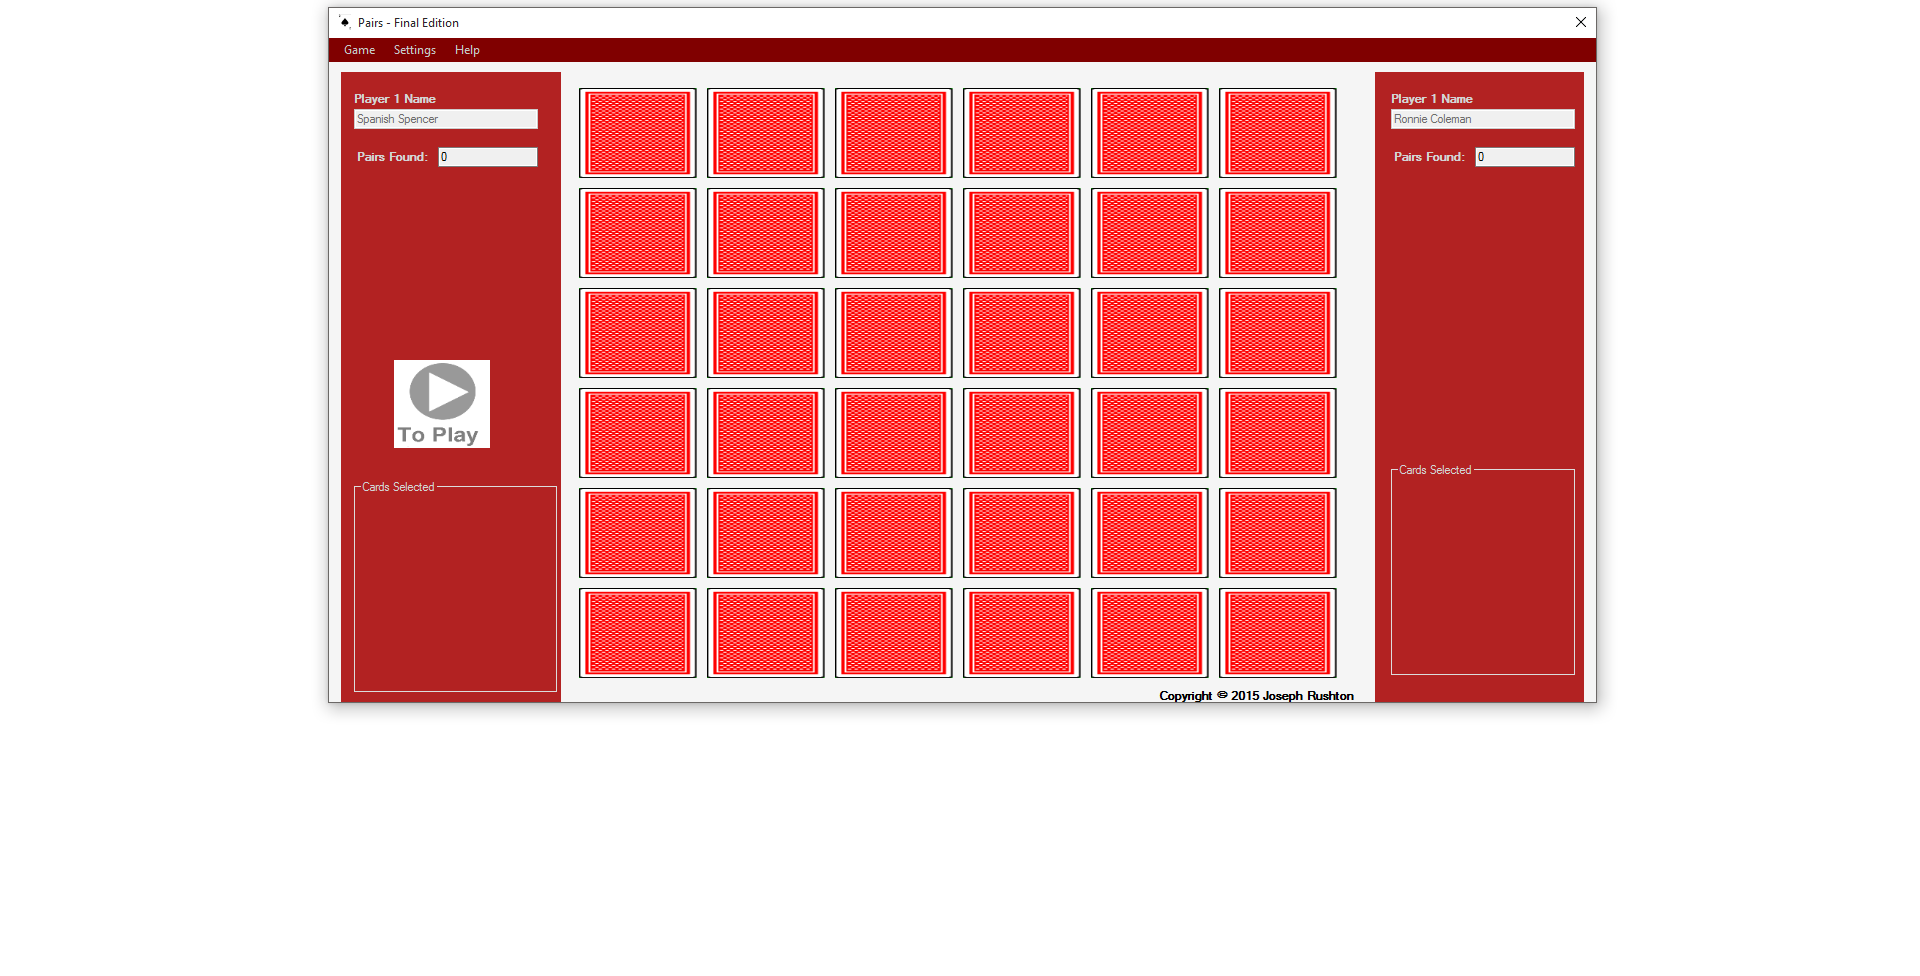 Pairs - Final Edition
Game Settings Help
Player 1 Name
Spanish Spencer
Pairs Found: 0
To Play
Cards Selected
Player 1 Name
Ronnie Coleman
Pairs Found: 0
Cards Selected
Copyright © 2015 Joseph Rushton